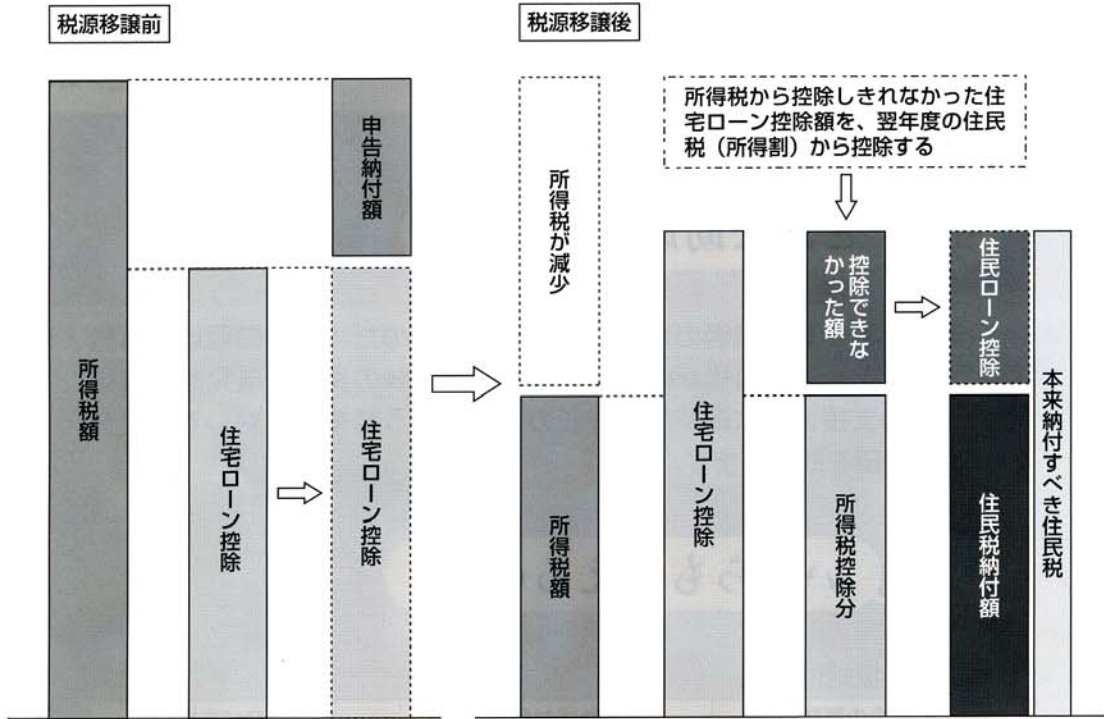 税源移譲前
所得税額
住宅ローン控除
申告納付額
住宅ローン控除
税源移譲後
所得税が減少
所得税額
住宅ローン控除
所得税から控除しきれなかった住
宅ローン控除額を、翌年度の住民
税（所得割）から控除する
控除できな
かった額
所得税控除分
住民ローン控除
住民税納付額
本来納付すべき住民税